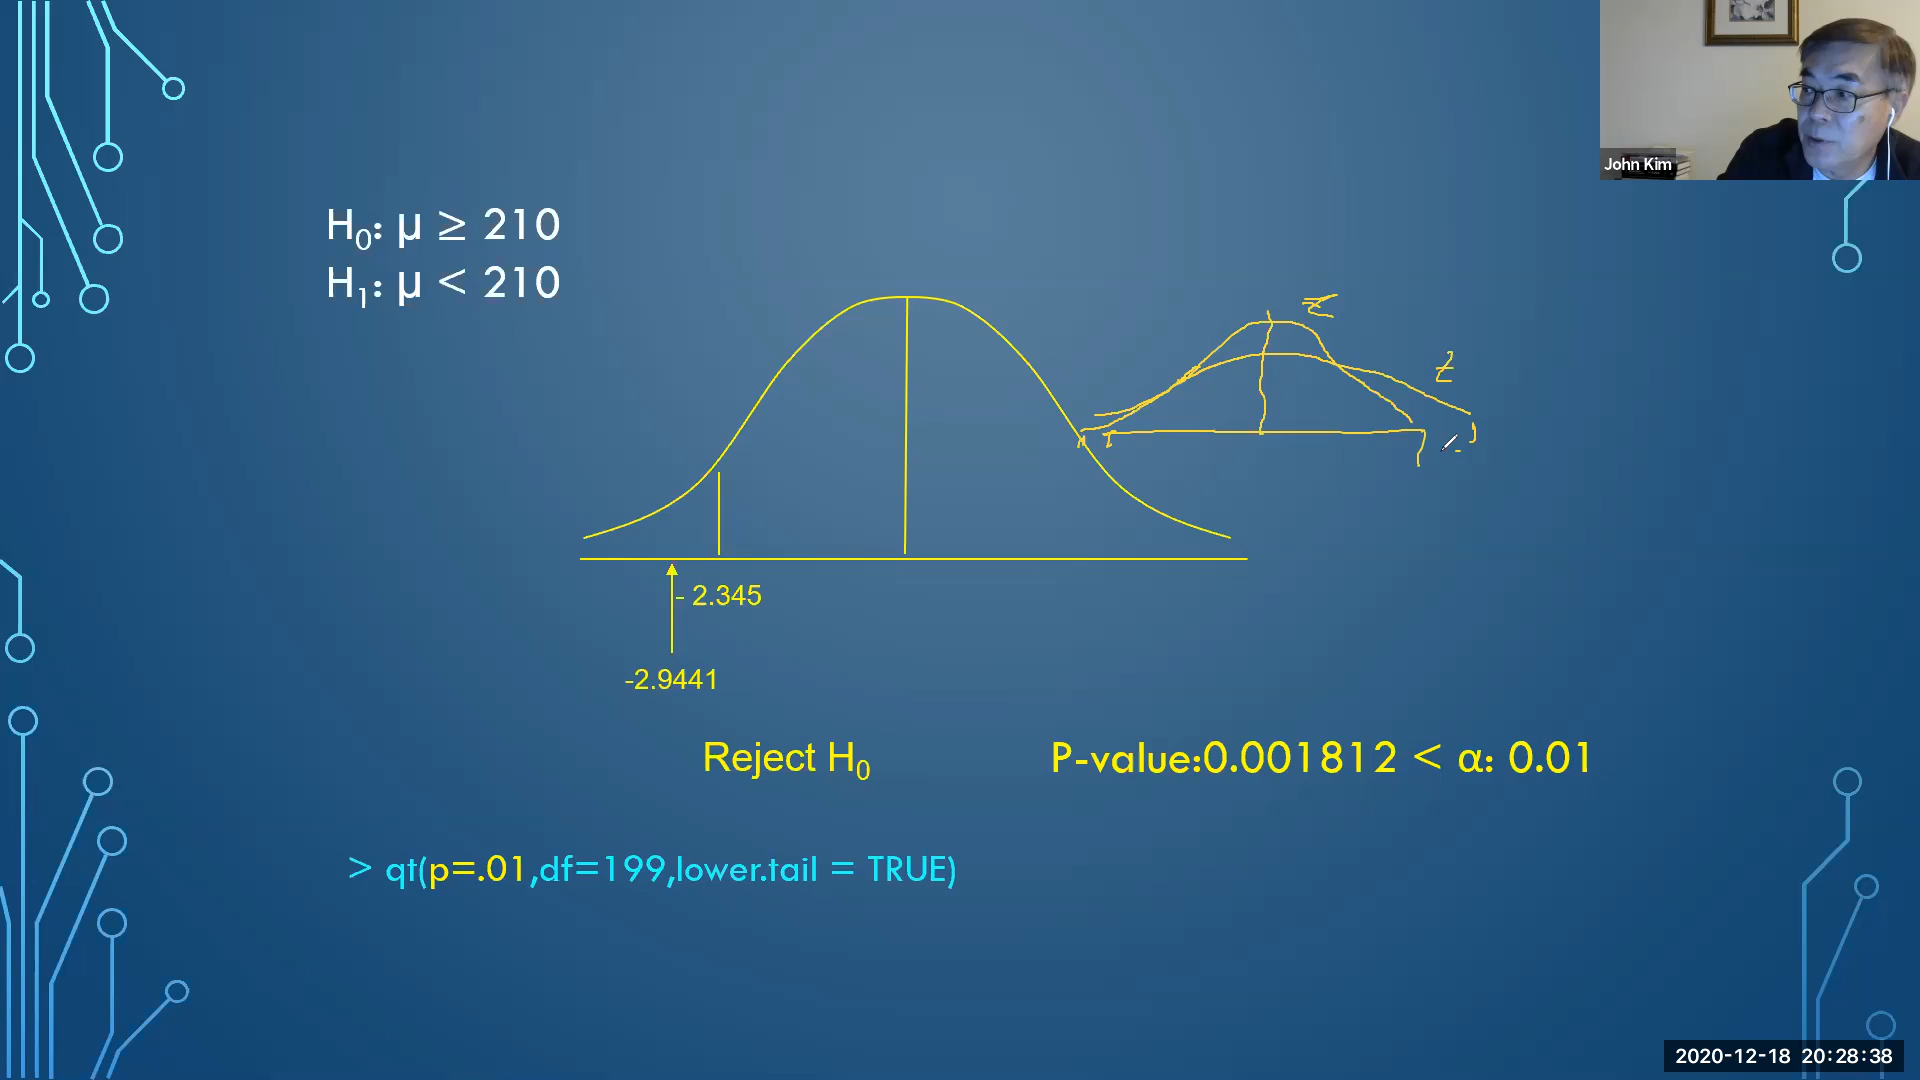 John Kim
H₀: μ ≥ 210
H₁: μ < 210
z
- 2.345
-2.9441
Reject H₀
P-value:0.001812 < α: 0.01
> qt(p=.01,df=199,lower.tail = TRUE)
2020-12-18 20:28:38